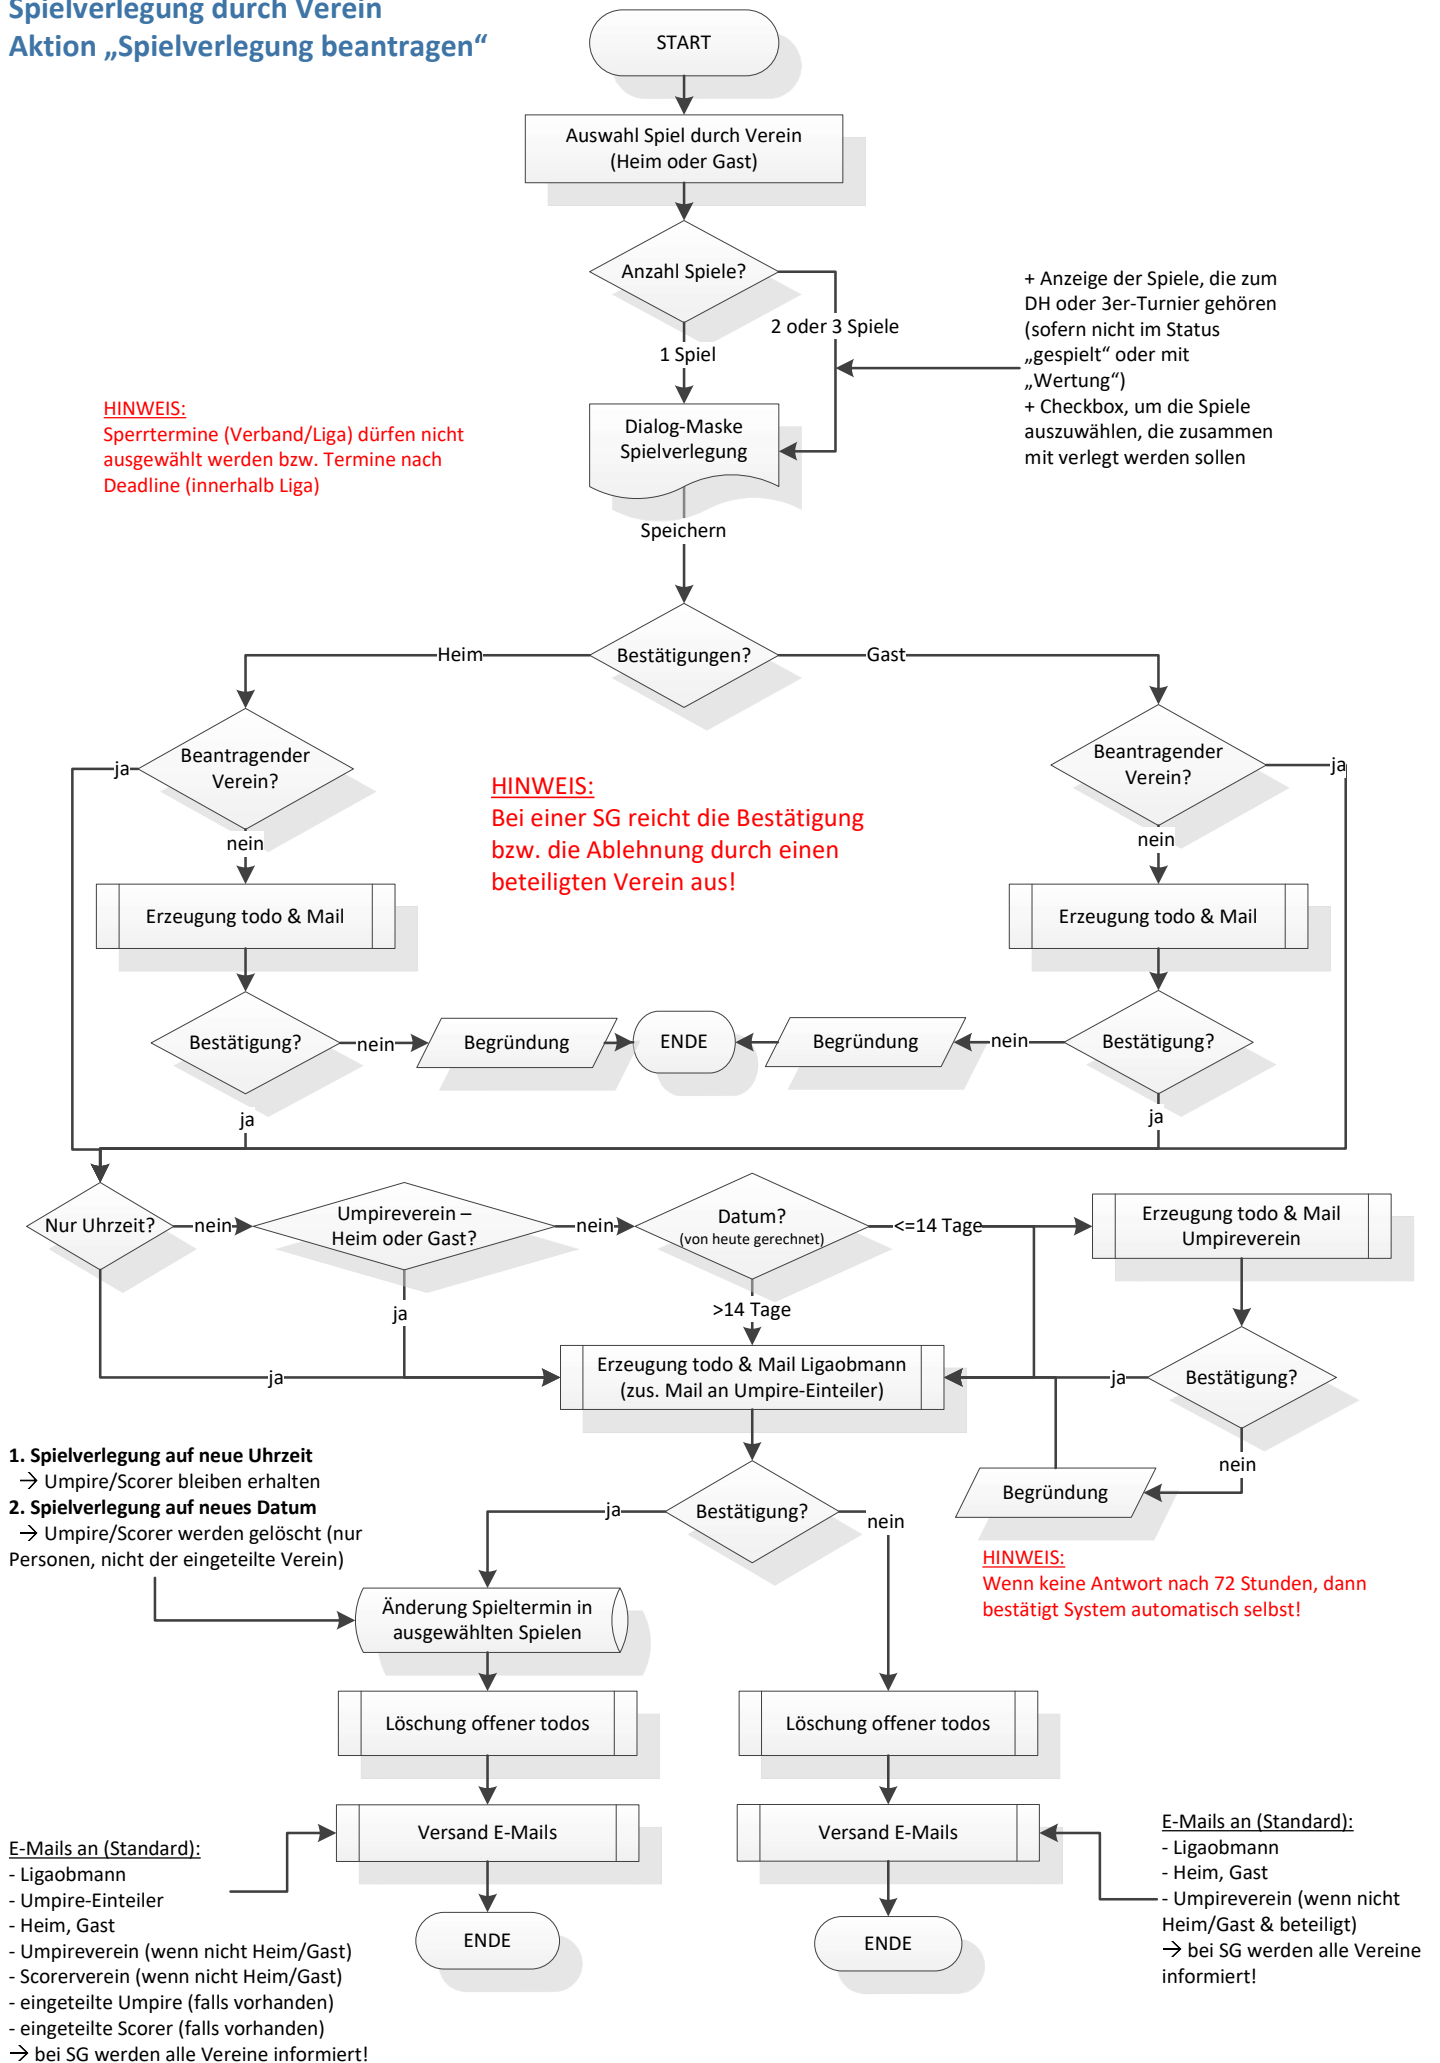 Spielverlegung durch Verein
Aktion „Spielverlegung beantragen“
START
Auswahl Spiel durch Verein
(Heim oder Gast)
Anzahl Spiele?
2 oder 3 Spiele
1 Spiel
+ Anzeige der Spiele, die zum
DH oder 3er-Turnier gehören
(sofern nicht im Status
„gespielt“ oder mit
„Wertung“)
+ Checkbox, um die Spiele
auszuwählen, die zusammen
mit verlegt werden sollen
HINWEIS:
Sperrtermine (Verband/Liga) dürfen nicht
ausgewählt werden bzw. Termine nach
Deadline (innerhalb Liga)
Dialog-Maske
Spielverlegung
Speichern
Heim
Bestätigungen?
Gast
Beantragender
Verein?
ja
nein
Beantragender
Verein?
ja
nein
HINWEIS:
Bei einer SG reicht die Bestätigung
bzw. die Ablehnung durch einen
beteiligten Verein aus!
Erzeugung todo & Mail
Erzeugung todo & Mail
Bestätigung?
nein
Begründung
ENDE
Begründung
nein
Bestätigung?
ja
ja
Nur Uhrzeit?
nein
Umpireverein –
Heim oder Gast?
nein
Datum?
(von heute gerechnet)
<=14 Tage
Erzeugung todo & Mail
Umpireverein
ja
>14 Tage
ja
Erzeugung todo & Mail Ligaobmann
(zus. Mail an Umpire-Einteiler)
ja
Bestätigung?
nein
Begründung
1. Spielverlegung auf neue Uhrzeit
→ Umpire/Scorer bleiben erhalten
2. Spielverlegung auf neues Datum
→ Umpire/Scorer werden gelöscht (nur
Personen, nicht der eingeteilte Verein)
ja
Bestätigung?
nein
HINWEIS:
Wenn keine Antwort nach 72 Stunden, dann
bestätigt System automatisch selbst!
Änderung Spieltermin in
ausgewählten Spielen
Löschung offener todos
Löschung offener todos
Versand E-Mails
Versand E-Mails
ENDE
ENDE
E-Mails an (Standard):
- Ligaobmann
- Umpire-Einteiler
- Heim, Gast
- Umpireverein (wenn nicht Heim/Gast)
- Scorerverein (wenn nicht Heim/Gast)
- eingeteilte Umpire (falls vorhanden)
- eingeteilte Scorer (falls vorhanden)
→ bei SG werden alle Vereine informiert!
E-Mails an (Standard):
- Ligaobmann
- Heim, Gast
- Umpireverein (wenn nicht
Heim/Gast & beteiligt)
→ bei SG werden alle Vereine
informiert!